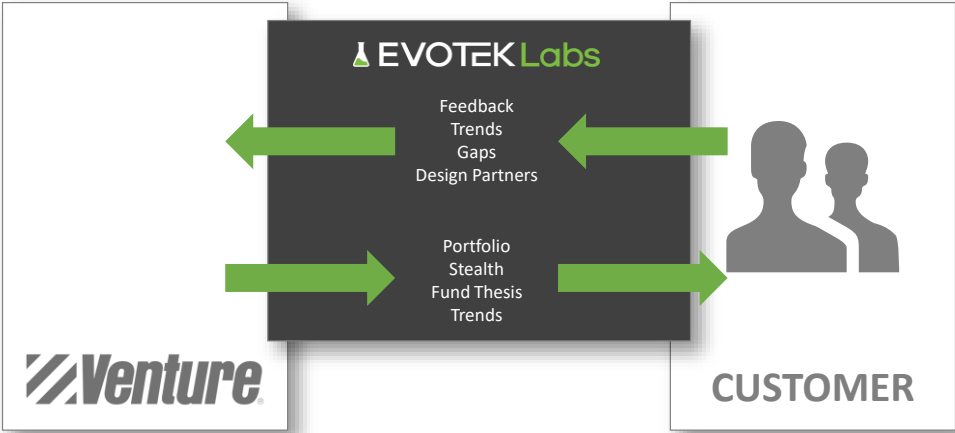 EVOTEK Labs
Feedback
Trends
Gaps
Design Partners
Portfolio
Stealth
Fund Thesis
Trends
Venture
CUSTOMER